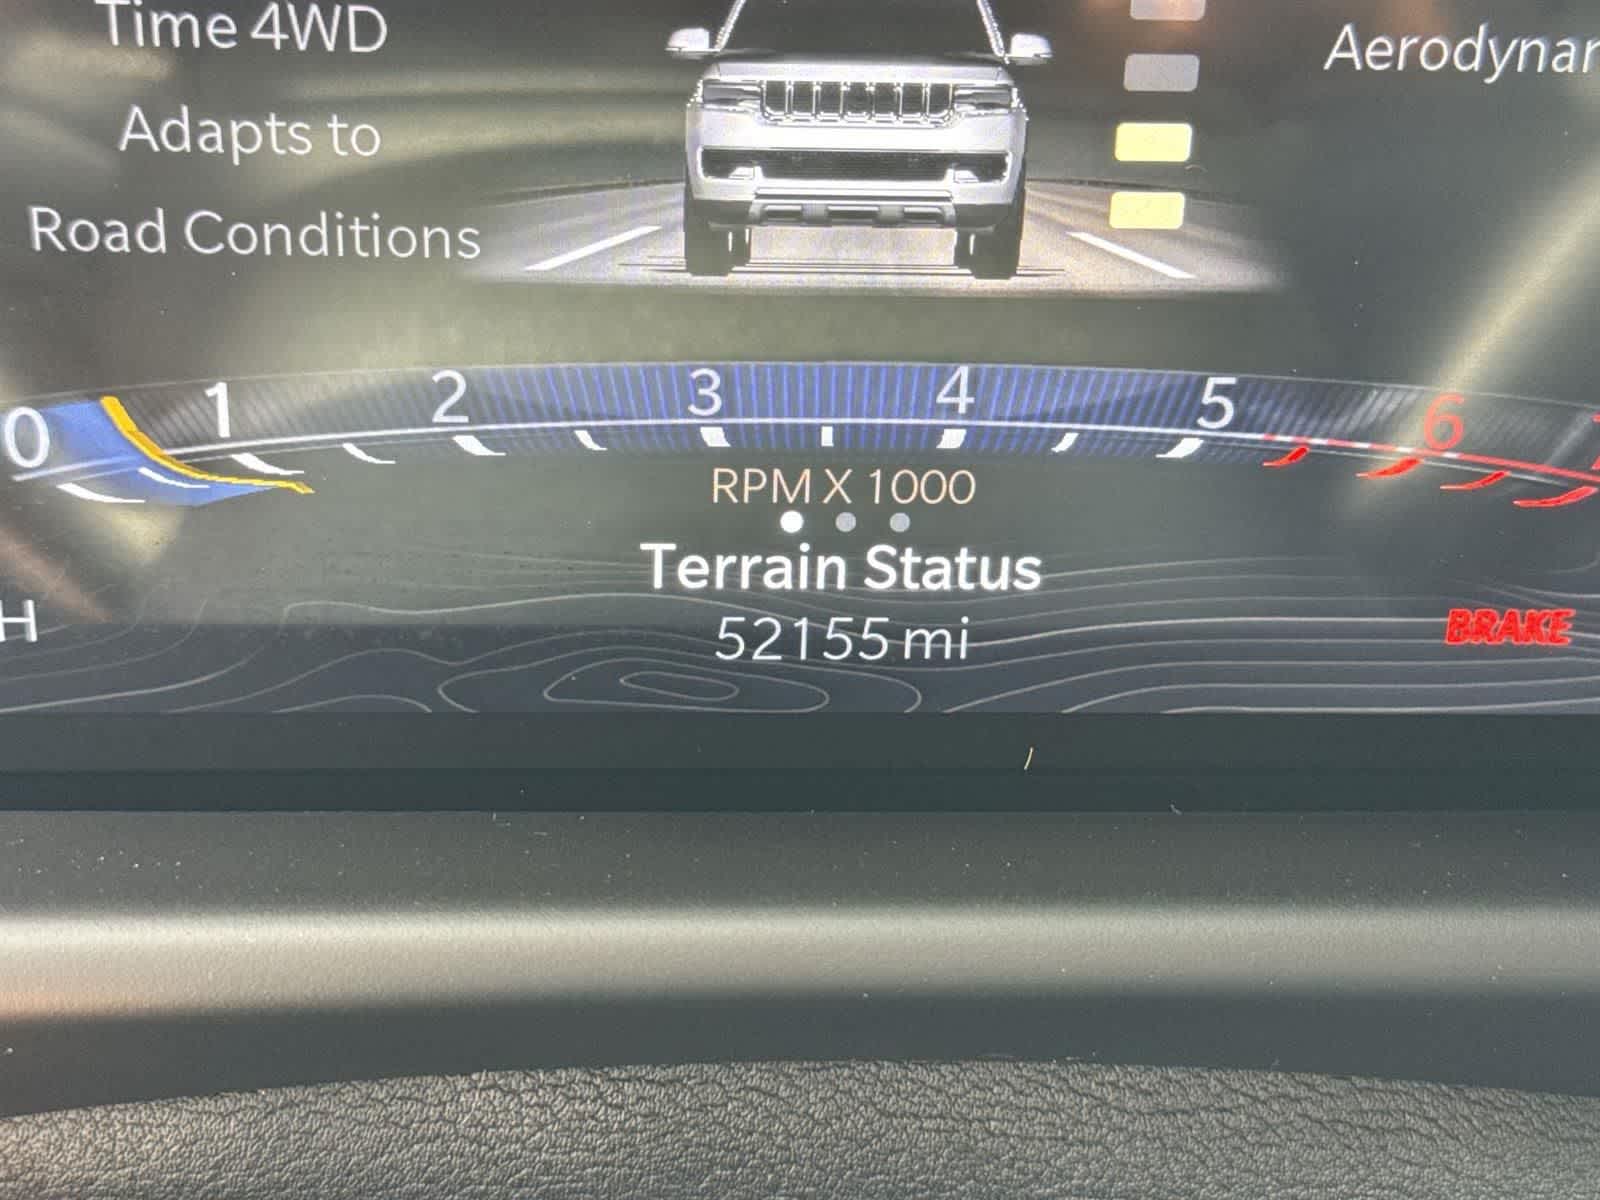 Time 4WD
Adapts to
Road Conditions
0 1 2 3 4 5 6
RPM X 1000
Terrain Status
52155 mi
H
BRAKE